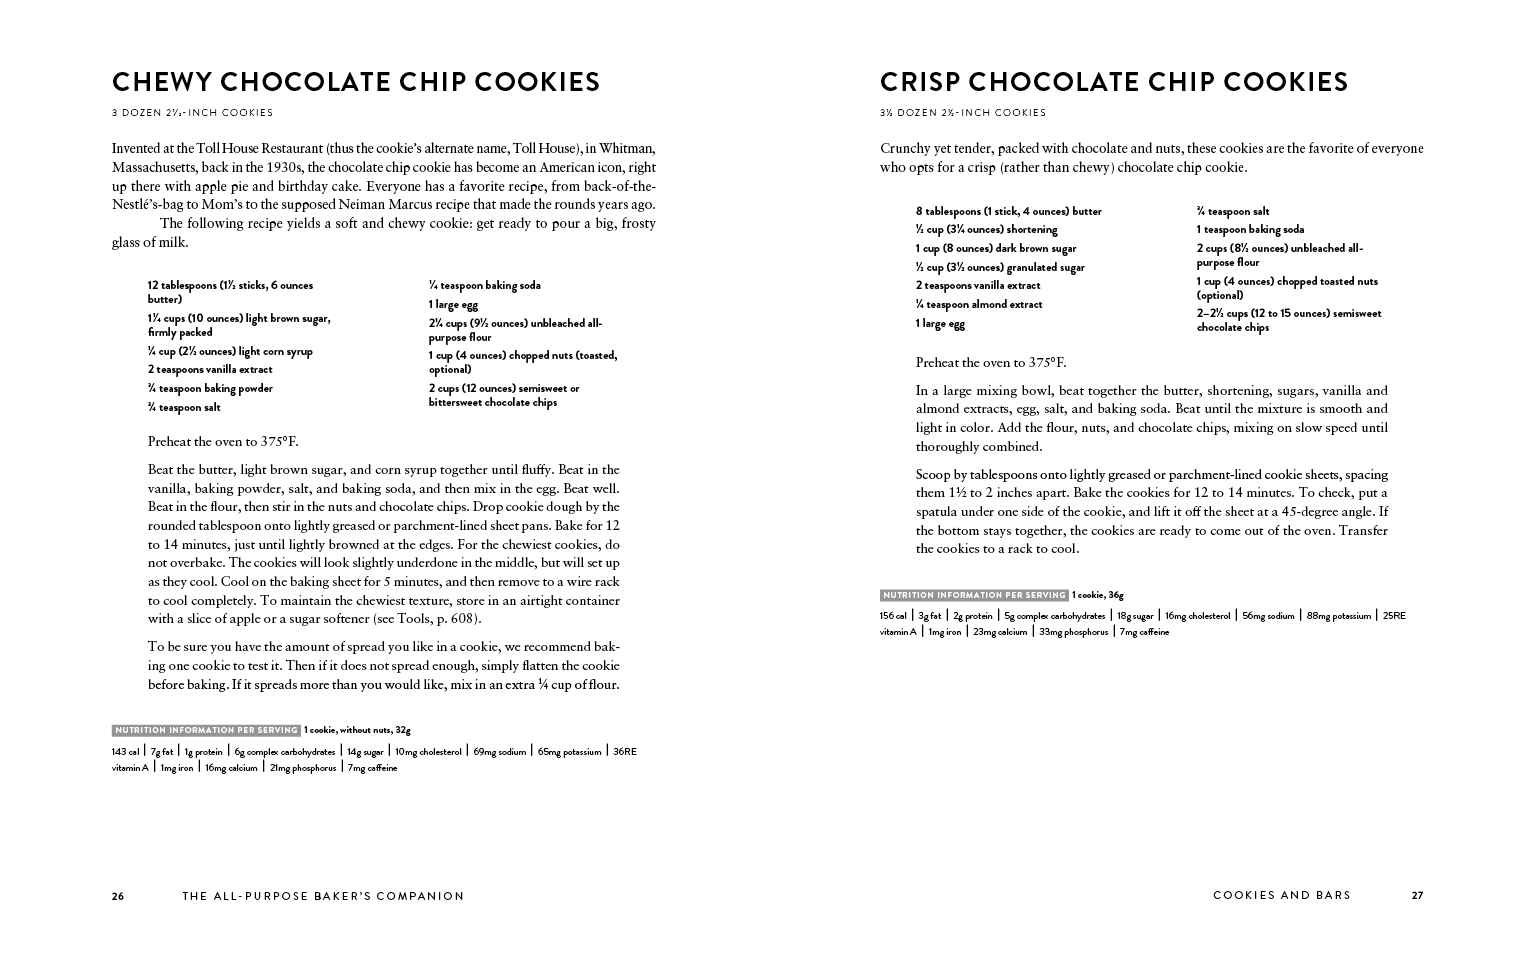 CHEWY CHOCOLATE CHIP COOKIES
3 DOZEN 2½-INCH COOKIES
Invented at the Toll House Restaurant (thus the cookie's alternate name, Toll House), in Whitman,
Massachusetts, back in the 1930s, the chocolate chip cookie has become an American icon, right
up there with apple pie and birthday cake. Everyone has a favorite recipe, from back-of-the-
Nestlé's-bag to Mom's to the supposed Neiman Marcus recipe that made the rounds years ago.
The following recipe yields a soft and chewy cookie: get ready to pour a big, frosty
glass of milk.
12 tablespoons (1½ sticks, 6 ounces
butter)
1¼ cups (10 ounces) light brown sugar,
firmly packed
¼ cup (2½ ounces) light corn syrup
2 teaspoons vanilla extract
¾ teaspoon baking powder
¾ teaspoon salt
¼ teaspoon baking soda
1 large egg
2¼ cups (9½ ounces) unbleached all-
purpose flour
1 cup (4 ounces) chopped nuts (toasted,
optional)
2 cups (12 ounces) semisweet or
bittersweet chocolate chips
Preheat the oven to 375°F.
Beat the butter, light brown sugar, and corn syrup together until fluffy. Beat in the
vanilla, baking powder, salt, and baking soda, and then mix in the egg. Beat well.
Beat in the flour, then stir in the nuts and chocolate chips. Drop cookie dough by the
rounded tablespoon onto lightly greased or parchment-lined sheet pans. Bake for 12
to 14 minutes, just until lightly browned at the edges. For the chewiest cookies, do
not overbake. The cookies will look slightly underdone in the middle, but will set up
as they cool. Cool on the baking sheet for 5 minutes, and then remove to a wire rack
to cool completely. To maintain the chewiest texture, store in an airtight container
with a slice of apple or a sugar softener (see Tools, p. 608).
To be sure you have the amount of spread you like in a cookie, we recommend bak-
ing one cookie to test it. Then if it does not spread enough, simply flatten the cookie
before baking. If it spreads more than you would like, mix in an extra ¼ cup of flour.
NUTRITION INFORMATION PER SERVING 1 cookie, without nuts, 32g
143 cal | 7g fat | 1g protein | 6g complex carbohydrates | 14g sugar | 10mg cholesterol | 69mg sodium | 65mg potassium | 36RE
vitamin A | 1mg iron | 16mg calcium | 21mg phosphorus | 7mg caffeine
26 THE ALL-PURPOSE BAKER'S COMPANION
CRISP CHOCOLATE CHIP COOKIES
3½ DOZEN 2½-INCH COOKIES
Crunchy yet tender, packed with chocolate and nuts, these cookies are the favorite of everyone
who opts for a crisp (rather than chewy) chocolate chip cookie.
8 tablespoons (1 stick, 4 ounces) butter
½ cup (3¼ ounces) shortening
1 cup (8 ounces) dark brown sugar
½ cup (3½ ounces) granulated sugar
2 teaspoons vanilla extract
¼ teaspoon almond extract
1 large egg
¾ teaspoon salt
1 teaspoon baking soda
2 cups (8½ ounces) unbleached all-
purpose flour
1 cup (4 ounces) chopped toasted nuts
(optional)
2–2½ cups (12 to 15 ounces) semisweet
chocolate chips
Preheat the oven to 375°F.
In a large mixing bowl, beat together the butter, shortening, sugars, vanilla and
almond extracts, egg, salt, and baking soda. Beat until the mixture is smooth and
light in color. Add the flour, nuts, and chocolate chips, mixing on slow speed until
thoroughly combined.
Scoop by tablespoons onto lightly greased or parchment-lined cookie sheets, spacing
them 1½ to 2 inches apart. Bake the cookies for 12 to 14 minutes. To check, put a
spatula under one side of the cookie, and lift it off the sheet at a 45-degree angle. If
the bottom stays together, the cookies are ready to come out of the oven. Transfer
the cookies to a rack to cool.
NUTRITION INFORMATION PER SERVING 1 cookie, 36g
156 cal | 3g fat | 2g protein | 5g complex carbohydrates | 18g sugar | 16mg cholesterol | 56mg sodium | 88mg potassium | 25RE
vitamin A | 1mg iron | 23mg calcium | 33mg phosphorus | 7mg caffeine
COOKIES AND BARS 27